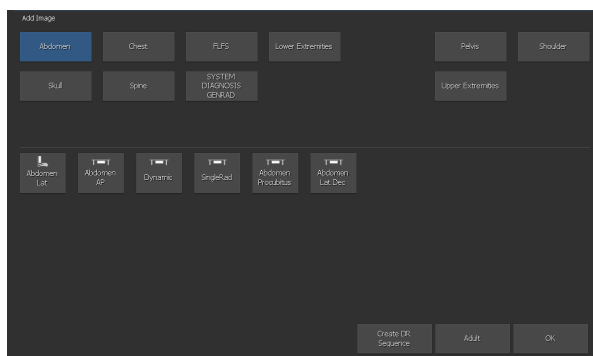 Add Image
Abdomen
Chest
FLFS
Lower Extremities
Pelvis
Shoulder
Skull
Spine
SYSTEM
DIAGNOSIS
GENRAD
Upper Extremities
Abdomen
Lat
Abdomen
AP
Dynamic
SingleRad
Abdomen
Procubitus
Abdomen
Lat Dec
Create DR
Sequence
Adult
OK